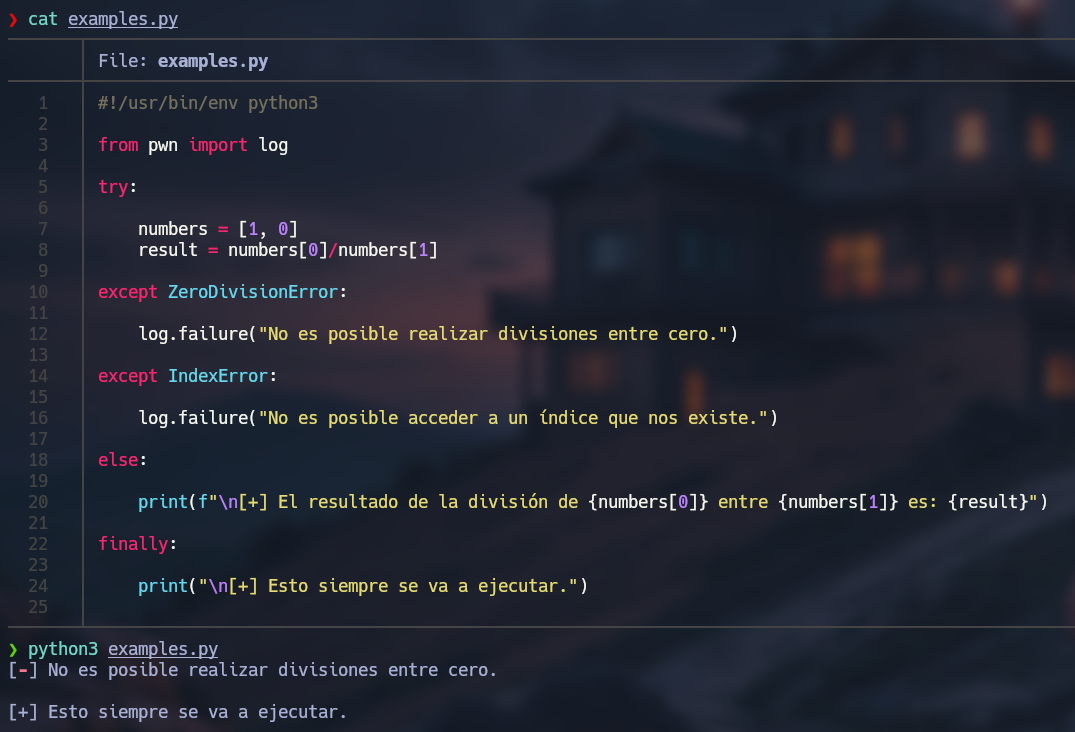 ❯ cat examples.py
File: examples.py
1 #!/usr/bin/env python3
2
3 from pwn import log
4
5 try:
6
7     numbers = [1, 0]
8     result = numbers[0]/numbers[1]
9
10 except ZeroDivisionError:
11
12     log.failure("No es posible realizar divisiones entre cero.")
13
14 except IndexError:
15
16     log.failure("No es posible acceder a un índice que nos existe.")
17
18 else:
19
20     print(f"\n[+] El resultado de la división de {numbers[0]} entre {numbers[1]} es: {result}")
21
22 finally:
23
24     print("\n[+] Esto siempre se va a ejecutar.")
25
❯ python3 examples.py
[-] No es posible realizar divisiones entre cero.
[+] Esto siempre se va a ejecutar.